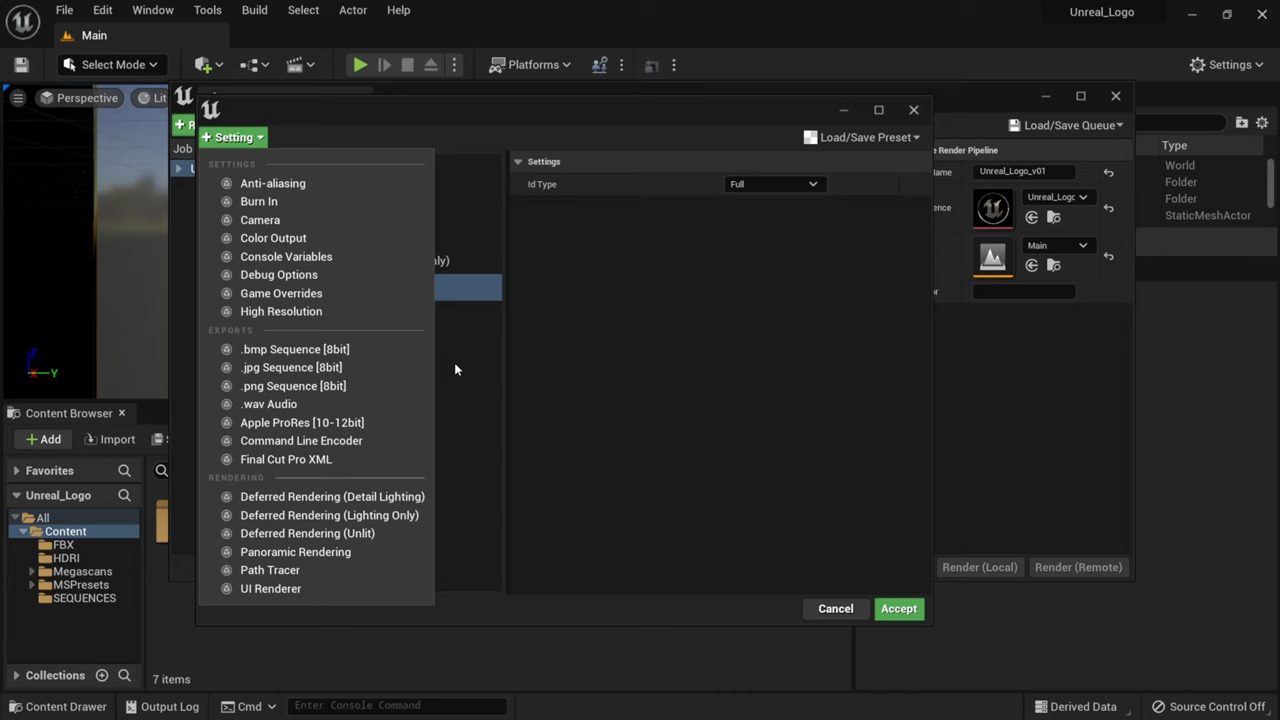 File Edit Window Tools Build Select Actor Help
Unreal_Logo
Main
Select Mode
Platforms
Settings
Perspective
Lit
+ Setting
Load/Save Preset
Load/Save Queue
Job
SETTINGS
Anti-aliasing
Burn In
Camera
Color Output
Console Variables
Debug Options
Game Overrides
High Resolution
EXPORTS
.bmp Sequence [8bit]
.jpg Sequence [8bit]
.png Sequence [8bit]
.wav Audio
Apple ProRes [10-12bit]
Command Line Encoder
Final Cut Pro XML
RENDERING
Deferred Rendering (Detail Lighting)
Deferred Rendering (Lighting Only)
Deferred Rendering (Unlit)
Panoramic Rendering
Path Tracer
UI Renderer
nly)
Settings
Id Type Full
Cancel Accept
e Render Pipeline
Name Unreal_Logo_v01
ence Unreal_Logo
Main
Render (Local) Render (Remote)
Type
World
Folder
Folder
StaticMeshActor
Content Browser
+ Add Import
Favorites
Unreal_Logo
All
Content
FBX
HDRI
Megascans
MSPresets
SEQUENCES
Collections
7 items
Content Drawer Output Log Cmd Enter Console Command Derived Data Source Control Off